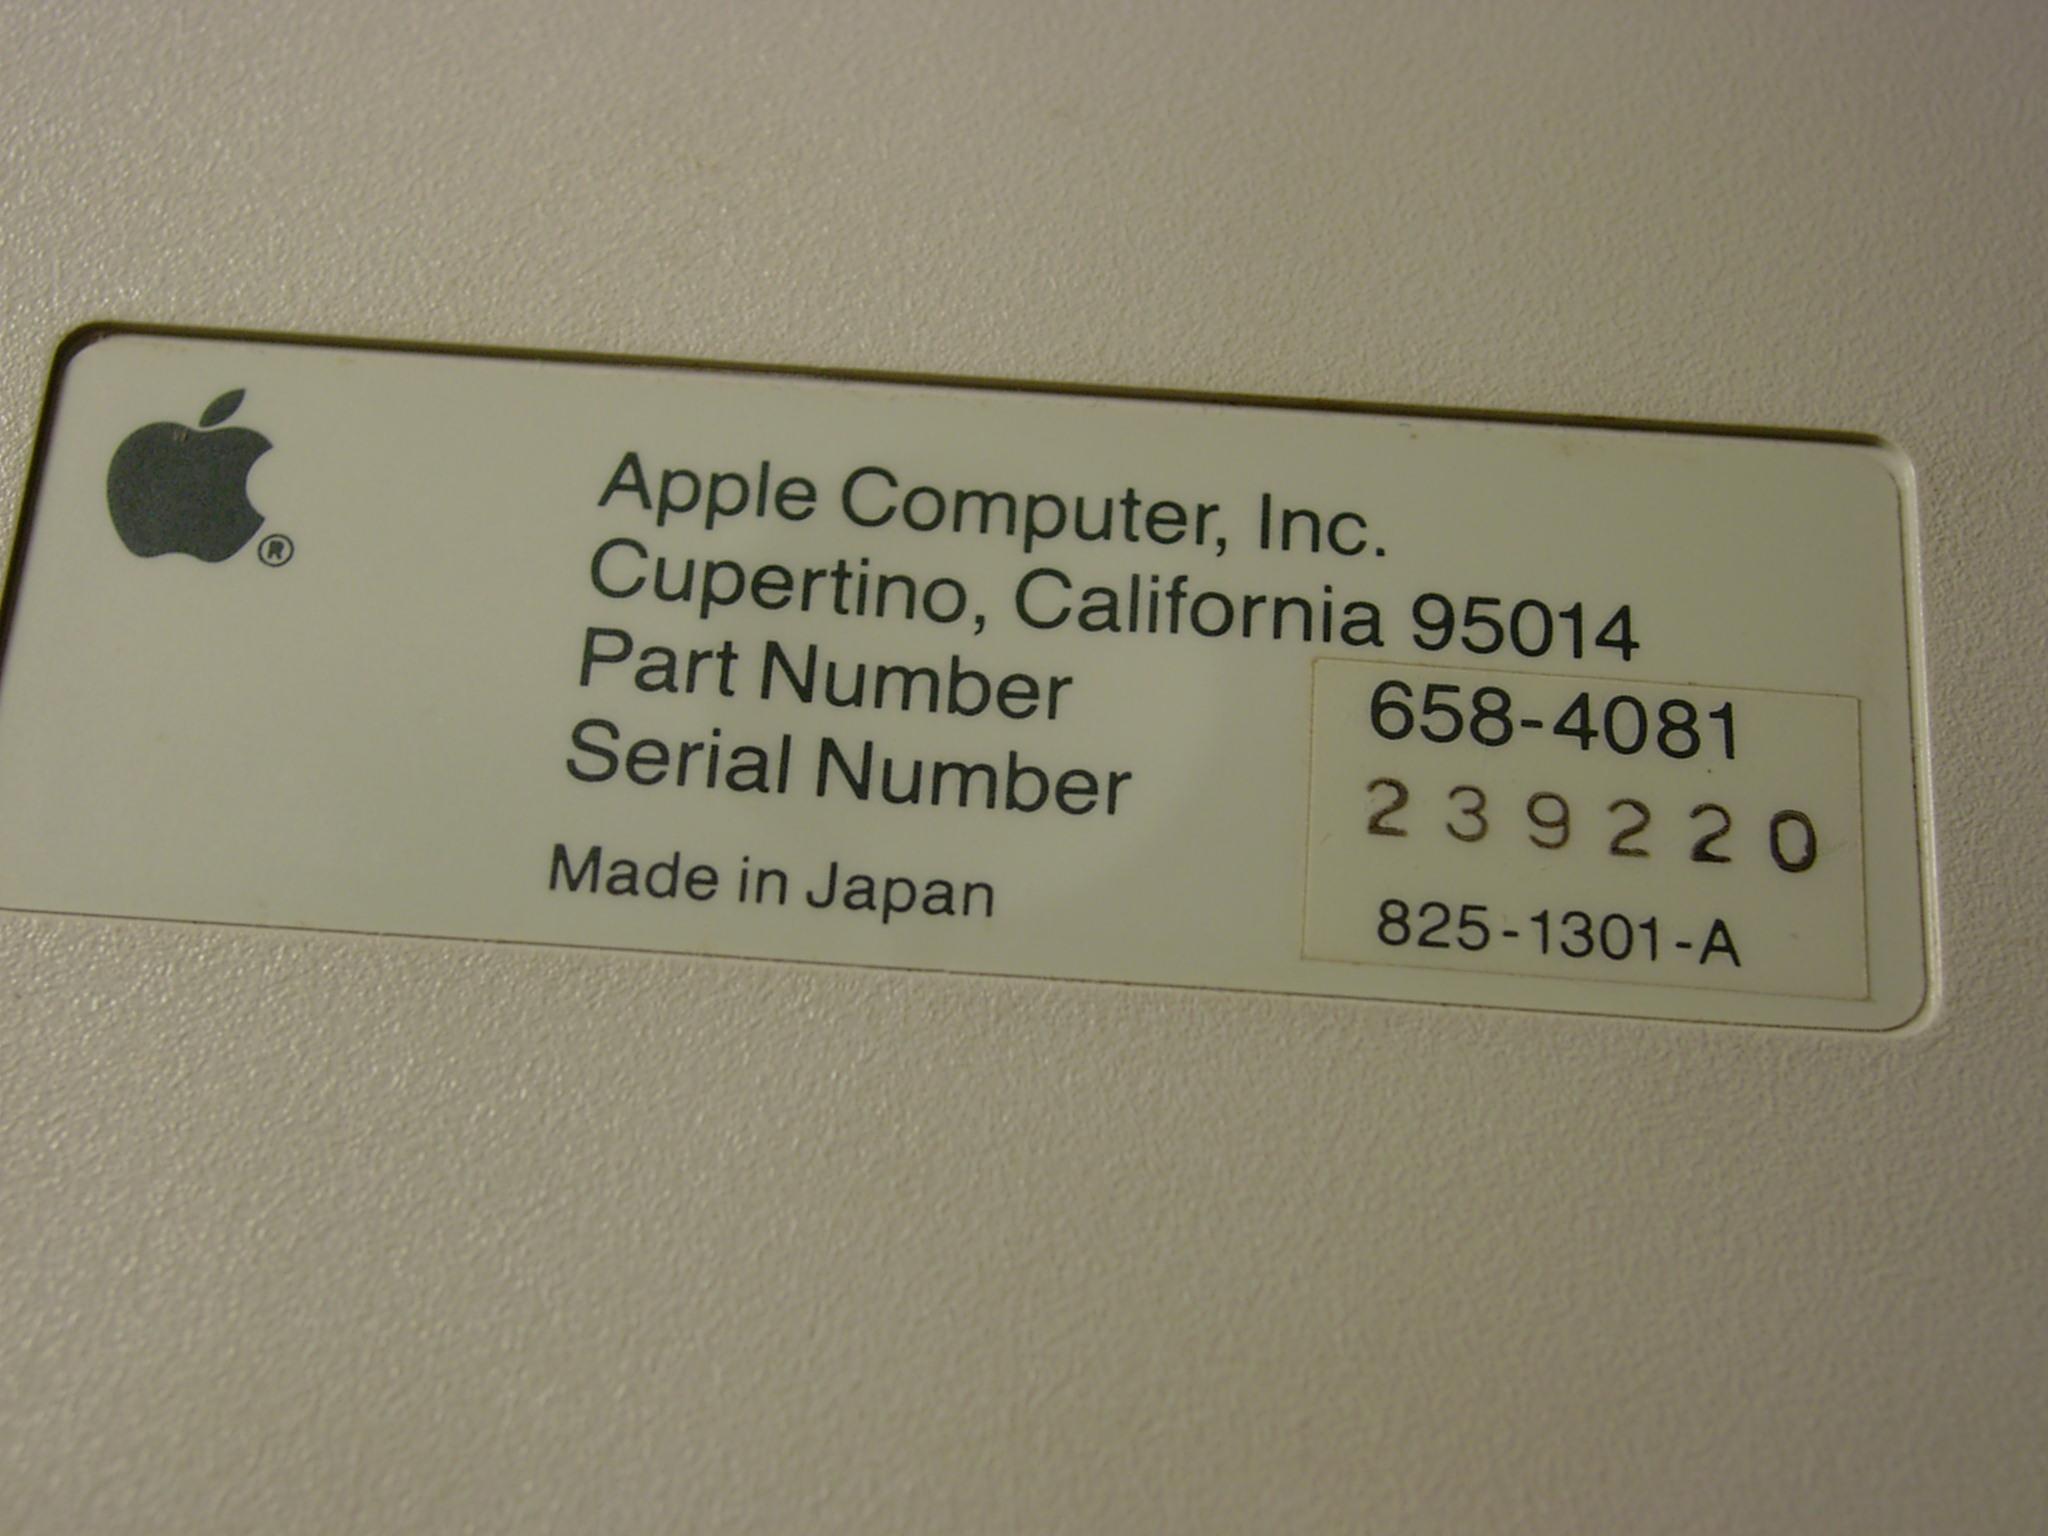 Apple Computer, Inc.
Cupertino, California 95014
Part Number 658-4081
Serial Number 239220
Made in Japan 825-1301-A
®